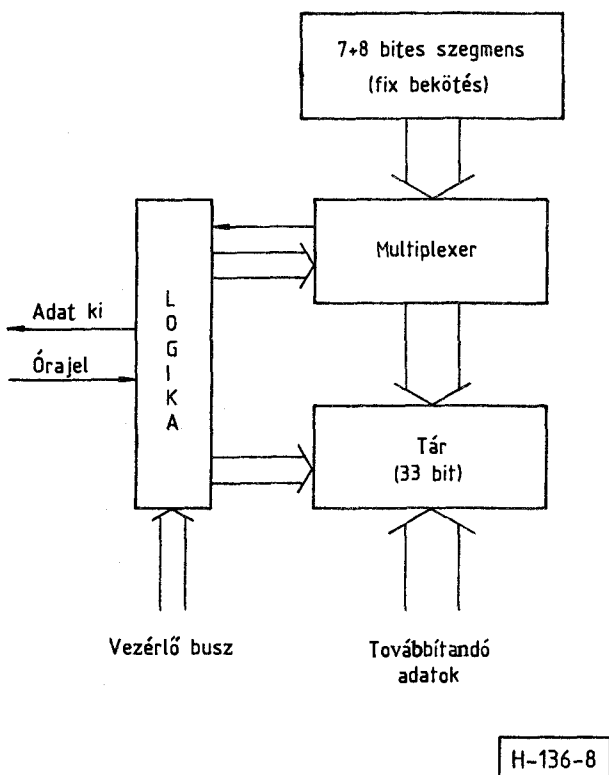 7+8 bites szegmens
(fix bekötés)
Multiplexer
LOGIKA
Adat ki
Órajel
Tár
(33 bit)
Vezérlő busz
Továbbítandó
adatok
H-136-8